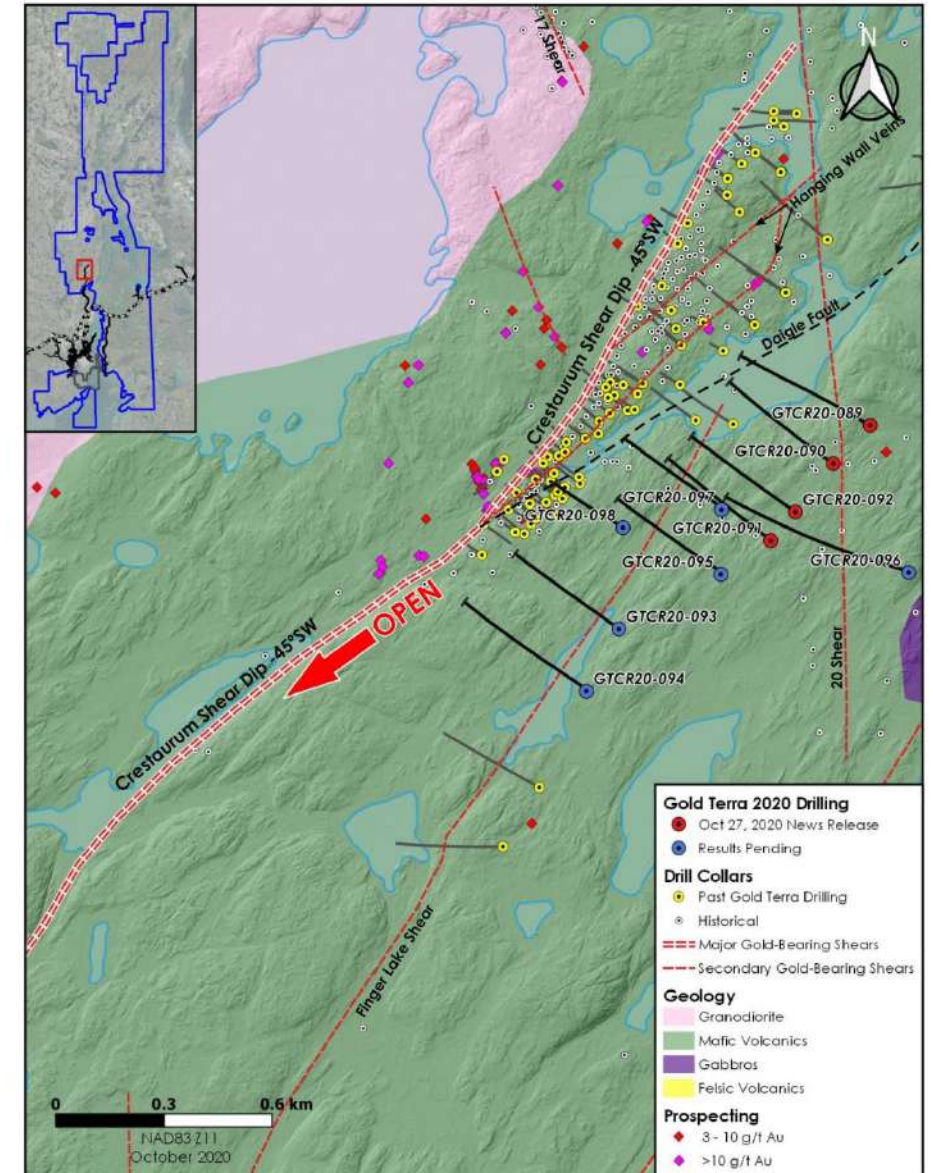 17 Shear
N
Hanging Wall Veins
Crestaurum Shear Dip -45°SW
Daigle Fault
GTCR20-089
GTCR20-090
GTCR20-092
GTCR20-097
GTCR20-098
GTCR20-091
GTCR20-095
GTCR20-096
OPEN
GTCR20-093
20 Shear
Crestaurum Shear Dip -45°SW
GTCR20-094
Finger Lake Shear
Gold Terra 2020 Drilling
Oct 27, 2020 News Release
Results Pending
Drill Collars
Past Gold Terra Drilling
Historical
Major Gold-Bearing Shears
Secondary Gold-Bearing Shears
Geology
Granodiorite
Mafic Volcanics
Gabbros
Felsic Volcanics
Prospecting
3 - 10 g/t Au
>10 g/t Au
0 0.3 0.6 km
NAD83 Z11
October 2020